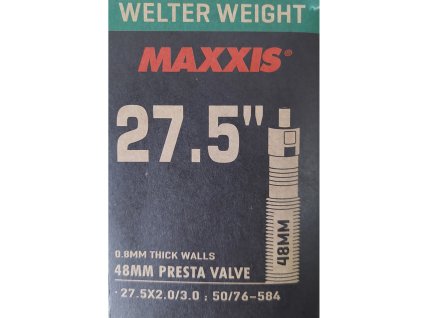 WELTER WEIGHT
MAXXIS®
27.5"
48MM
0.8MM THICK WALLS
48MM PRESTA VALVE
· 27.5X2.0/3.0 ; 50/76-584